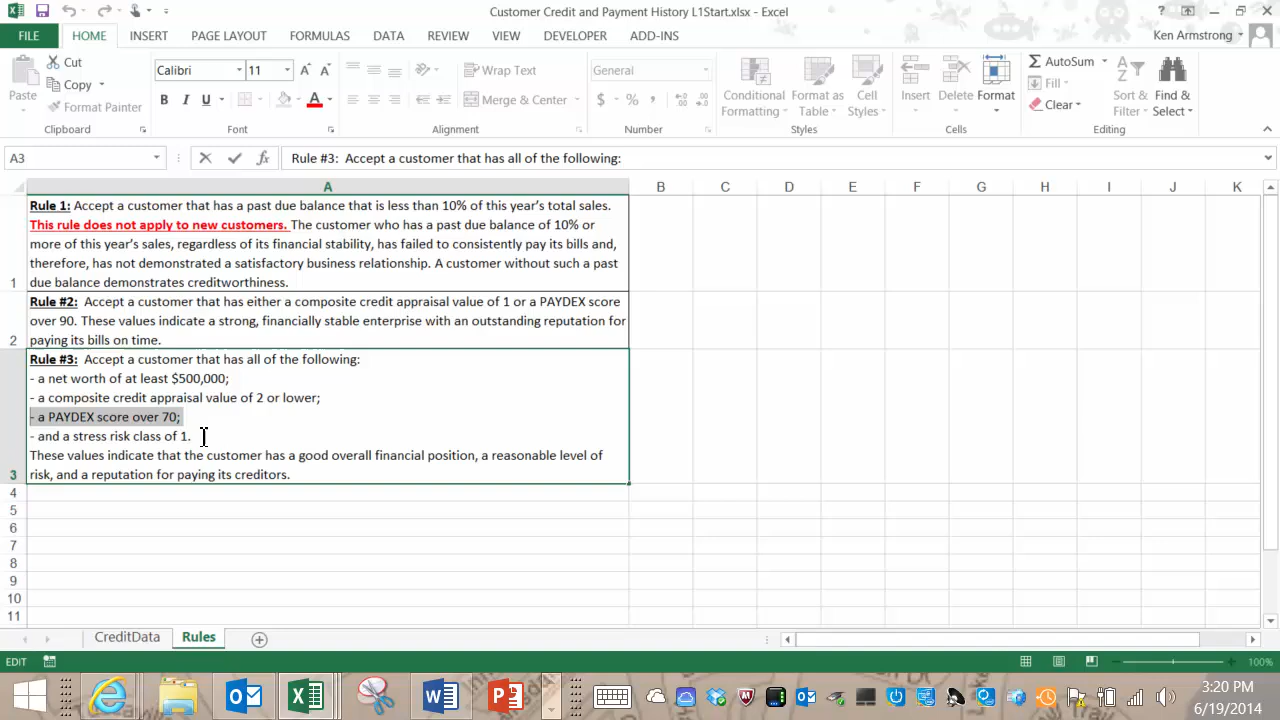 Customer Credit and Payment History L1Start.xlsx - Excel
FILE HOME INSERT PAGE LAYOUT FORMULAS DATA REVIEW VIEW DEVELOPER ADD-INS Ken Armstrong
Cut
Copy
Format Painter
Paste
Clipboard
Calibri 11
B I U
Font
Wrap Text
Merge & Center
Alignment
General
$ % ,
Number
Conditional Formatting
Format as Table
Cell Styles
Styles
Insert Delete Format
Cells
AutoSum
Fill
Clear
Sort & Filter
Find & Select
Editing
A3 fx Rule #3: Accept a customer that has all of the following:
A B C D E F G H I J K
Rule 1: Accept a customer that has a past due balance that is less than 10% of this year's total sales.
This rule does not apply to new customers. The customer who has a past due balance of 10% or
more of this year's sales, regardless of its financial stability, has failed to consistently pay its bills and,
therefore, has not demonstrated a satisfactory business relationship. A customer without such a past
1 due balance demonstrates creditworthiness.
Rule #2: Accept a customer that has either a composite credit appraisal value of 1 or a PAYDEX score
over 90. These values indicate a strong, financially stable enterprise with an outstanding reputation for
2 paying its bills on time.
Rule #3: Accept a customer that has all of the following:
- a net worth of at least $500,000;
- a composite credit appraisal value of 2 or lower;
- a PAYDEX score over 70;
- and a stress risk class of 1.
These values indicate that the customer has a good overall financial position, a reasonable level of
3 risk, and a reputation for paying its creditors.
4
5
6
7
8
9
10
11
CreditData Rules
EDIT 100%
3:20 PM
6/19/2014